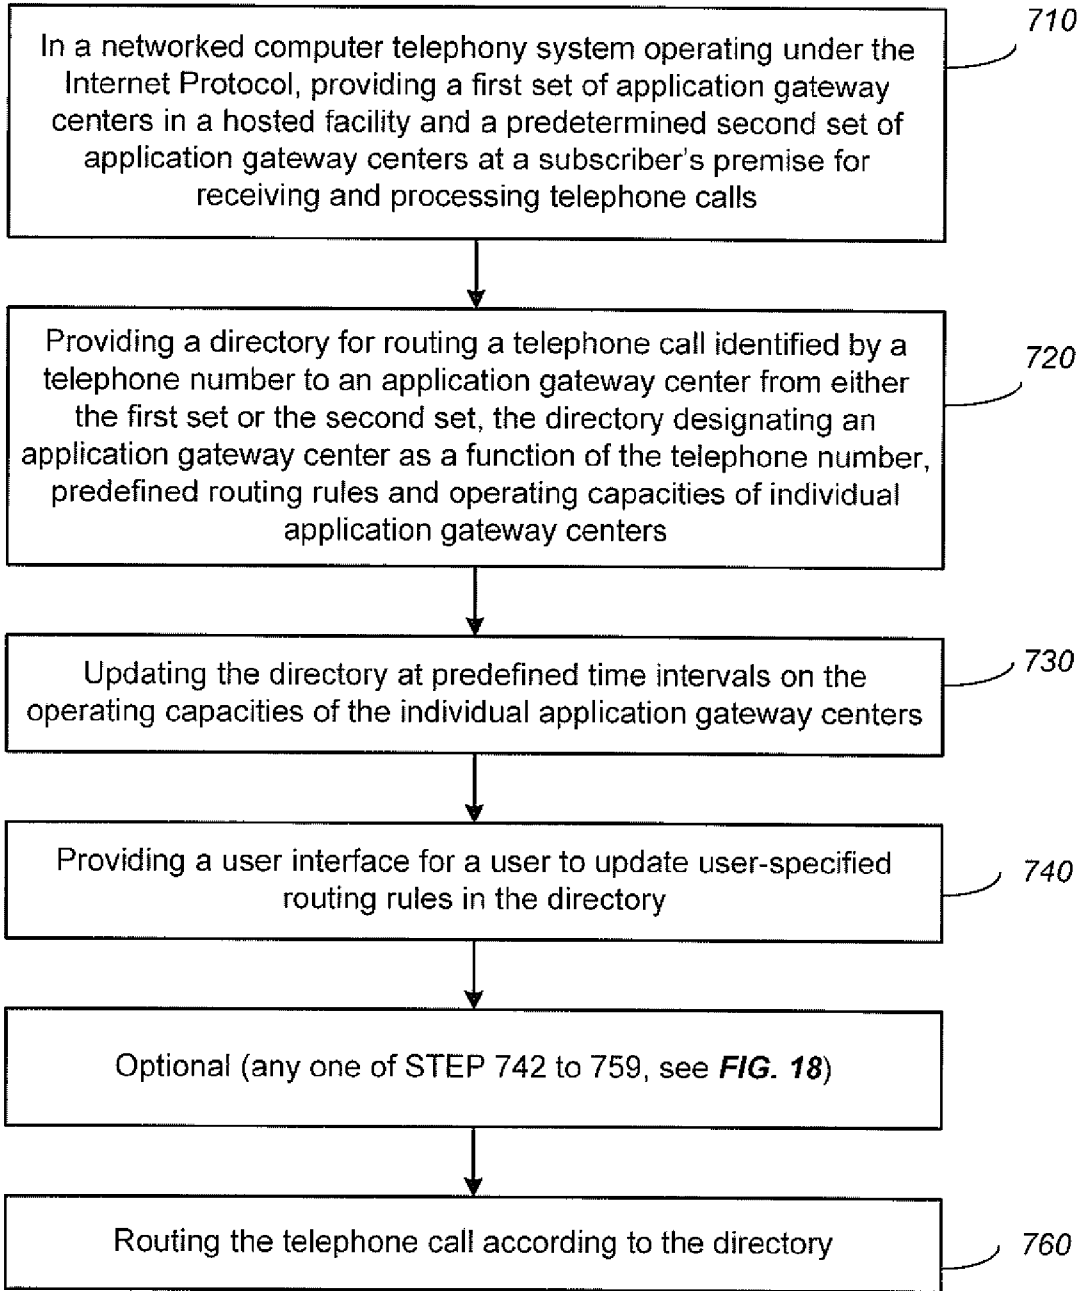 710
In a networked computer telephony system operating under the
Internet Protocol, providing a first set of application gateway
centers in a hosted facility and a predetermined second set of
application gateway centers at a subscriber's premise for
receiving and processing telephone calls
720
Providing a directory for routing a telephone call identified by a
telephone number to an application gateway center from either
the first set or the second set, the directory designating an
application gateway center as a function of the telephone number,
predefined routing rules and operating capacities of individual
application gateway centers
730
Updating the directory at predefined time intervals on the
operating capacities of the individual application gateway centers
740
Providing a user interface for a user to update user-specified
routing rules in the directory
Optional (any one of STEP 742 to 759, see FIG. 18)
Routing the telephone call according to the directory
760